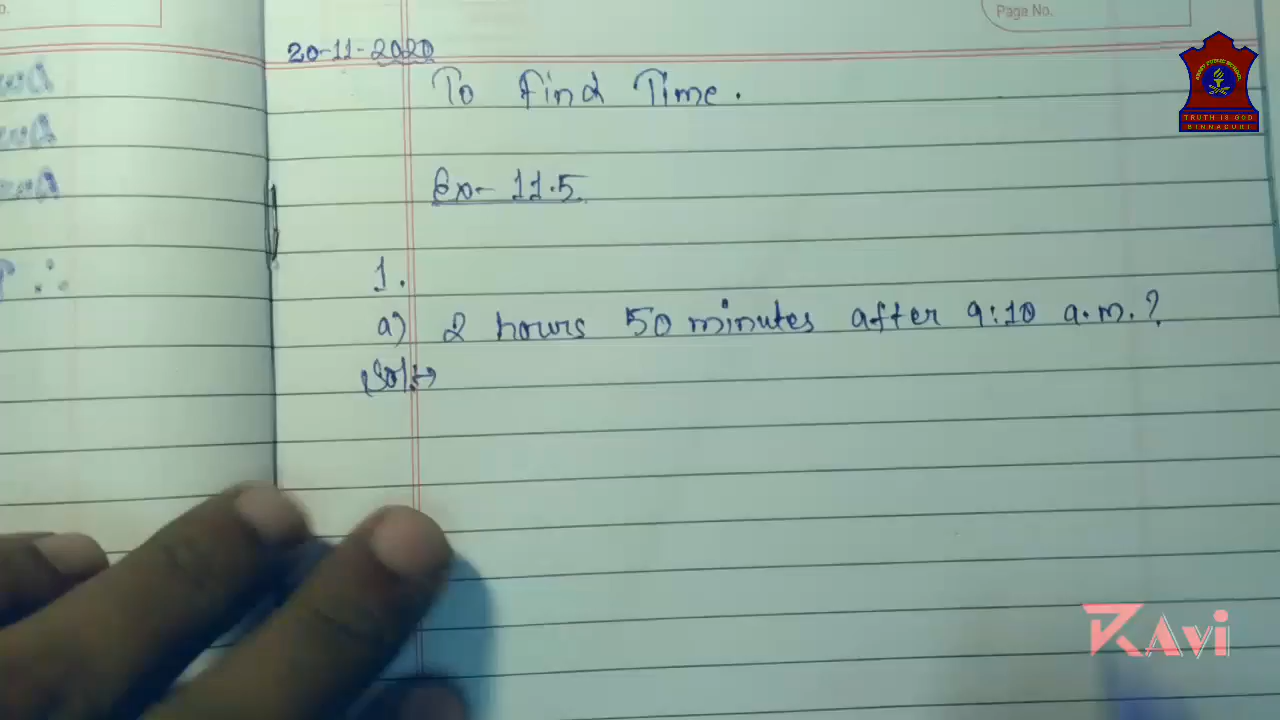 Page No.
20-11-2020
To Find Time.
Ex- 11.5
1.
a) 2 hours 50 minutes after 9:10 a.m.?
Sol:→
TRUTH IS GOD
BINNAGURI
RAvi